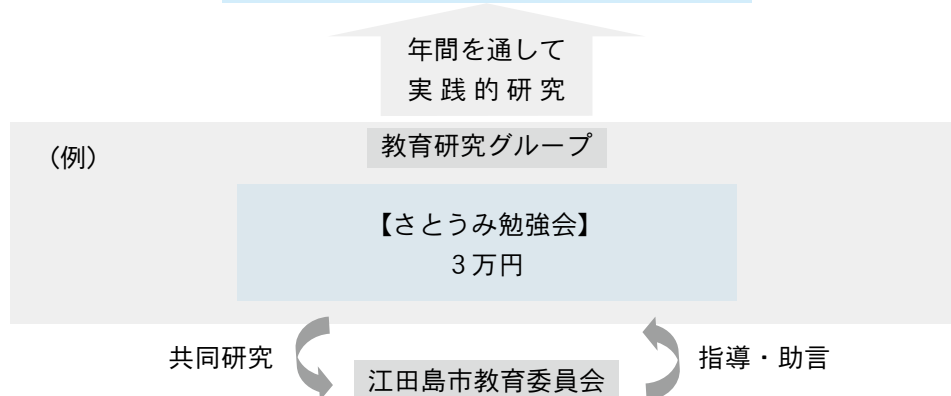 年間を通して
実践的研究
(例)
教育研究グループ
【さとうみ勉強会】
3万円
共同研究
指導・助言
江田島市教育委員会